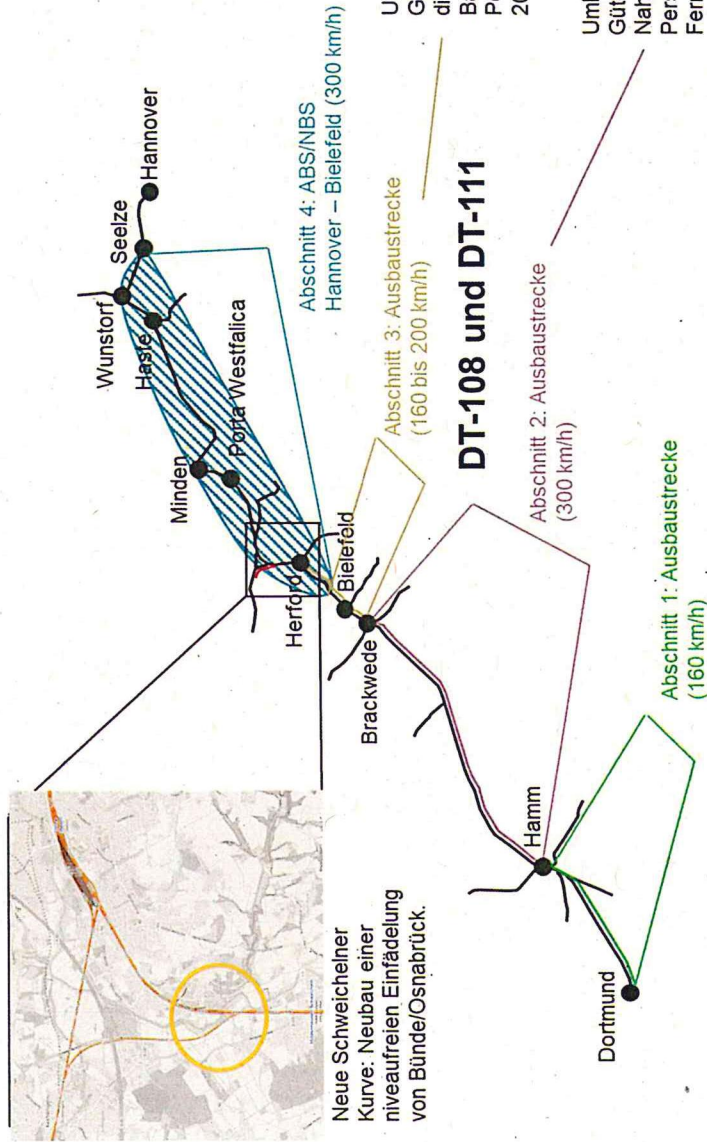 Neue Schweichelner
Kurve: Neubau einer
niveaufreien Einfädelung
von Bünde/Osnabrück.
Wunstorf
Seelze
Hannover
Haste
Minden
Porta Westfalica
Herford
Bielefeld
Brackwede
Hamm
Dortmund
Abschnitt 4: ABS/NBS
Hannover – Bielefeld (300 km/h)
Abschnitt 3: Ausbaustrecke
(160 bis 200 km/h)
DT-108 und DT-111
Abschnitt 2: Ausbaustrecke
(300 km/h)
Abschnitt 1: Ausbaustrecke
(160 km/h)